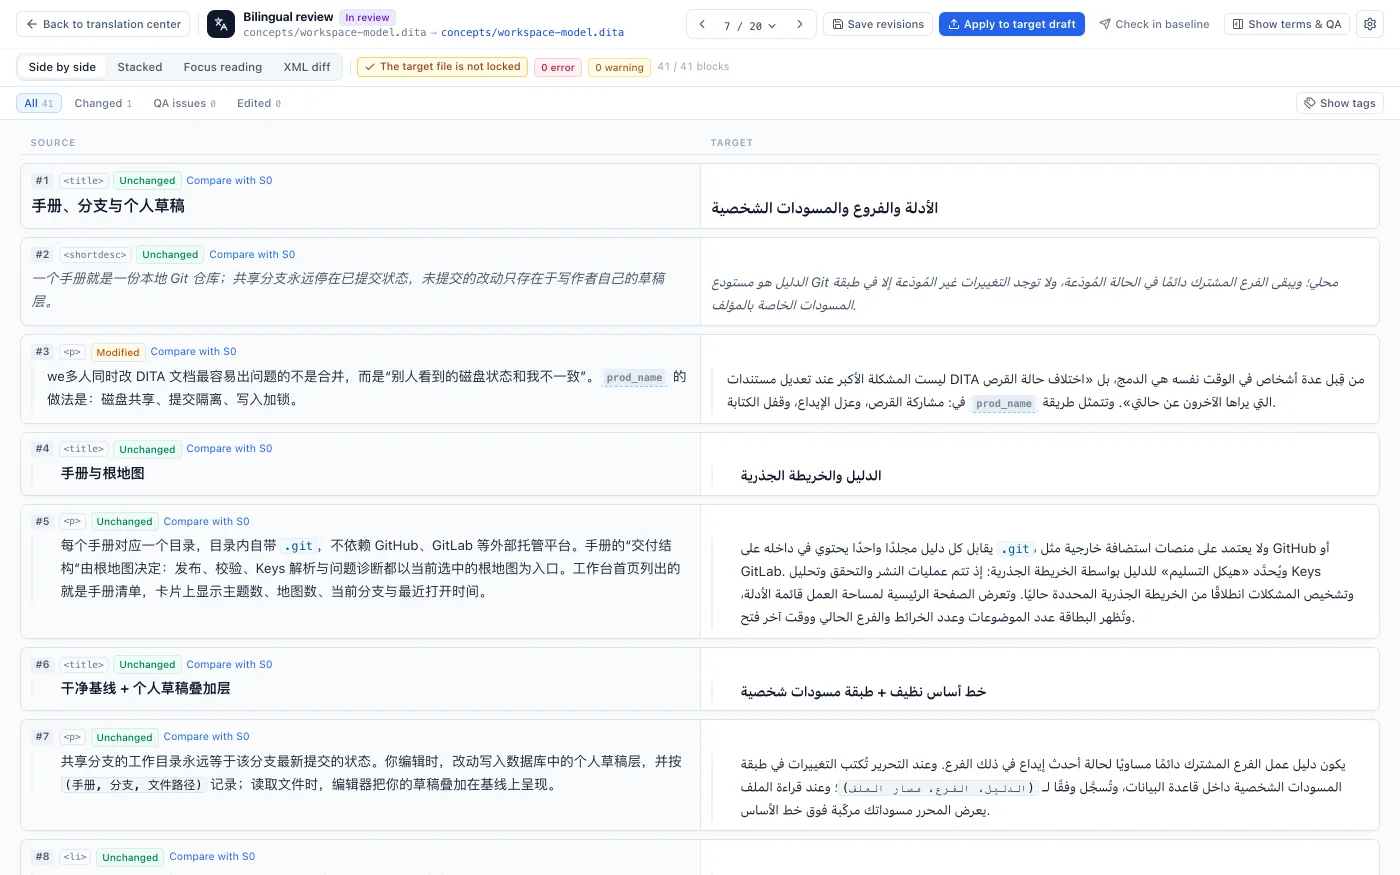 Back to translation center
Bilingual review In review
concepts/workspace-model.dita → concepts/workspace-model.dita
7 / 20
Save revisions
Apply to target draft
Check in baseline
Show terms & QA
Side by side Stacked Focus reading XML diff
The target file is not locked
0 error
0 warning
41 / 41 blocks
All 41 Changed 1 QA issues 0 Edited 0
Show tags
SOURCE
TARGET
#1 <title> Unchanged Compare with S0
手册、分支与个人草稿
الأدلة والفروع والمسودات الشخصية
#2 <shortdesc> Unchanged Compare with S0
一个手册就是一份本地 Git 仓库；共享分支永远停在已提交状态，未提交的改动只存在于写作者自己的草稿
层。
محلي؛ ويبقى الفرع المشترك دائمًا في الحالة المُودَعة، ولا توجد التغييرات غير المُودَعة إلا في طبقة Git الدليل هو مستودع
المسودات الخاصة بالمؤلف.
#3 <p> Modified Compare with S0
we多人同时改 DITA 文档最容易出问题的不是合并，而是“别人看到的磁盘状态和我不一致”。 prod_name 的
做法是：磁盘共享、提交隔离、写入加锁。
من قِبل عدة أشخاص في الوقت نفسه هي الدمج، بل «اختلاف حالة القرص DITA ليست المشكلة الأكبر عند تعديل مستندات
التي يراها الآخرون عن حالتي». وتتمثل طريقة prod_name في: مشاركة القرص، وعزل الإيداع، وقفل الكتابة.
#4 <title> Unchanged Compare with S0
手册与根地图
الدليل والخريطة الجذرية
#5 <p> Unchanged Compare with S0
每个手册对应一个目录，目录内自带 .git，不依赖 GitHub、GitLab 等外部托管平台。手册的“交付结
构”由根地图决定：发布、校验、Keys 解析与问题诊断都以当前选中的根地图为入口。工作台首页列出的
就是手册清单，卡片上显示主题数、地图数、当前分支与最近打开时间。
يقابل كل دليل مجلدًا واحدًا يحتوي في داخله على .git، ولا يعتمد على منصات استضافة خارجية مثل GitHub أو
GitLab. ويُحدَّد «هيكل التسليم» للدليل بواسطة الخريطة الجذرية: إذ تتم عمليات النشر والتحقق وتحليل Keys
وتشخيص المشكلات انطلاقًا من الخريطة الجذرية المحددة حاليًا. وتعرض الصفحة الرئيسية لمساحة العمل قائمة الأدلة،
وتُظهر البطاقة عدد الموضوعات وعدد الخرائط والفرع الحالي ووقت آخر فتح.
#6 <title> Unchanged Compare with S0
干净基线 + 个人草稿叠加层
خط أساس نظيف + طبقة مسودات شخصية
#7 <p> Unchanged Compare with S0
共享分支的工作目录永远等于该分支最新提交的状态。你编辑时，改动写入数据库中的个人草稿层，并按
(手册, 分支, 文件路径) 记录；读取文件时，编辑器把你的草稿叠加在基线上呈现。
يكون دليل عمل الفرع المشترك دائمًا مساويًا لحالة أحدث إيداع في ذلك الفرع. وعند التحرير تُكتب التغييرات في طبقة
المسودات الشخصية داخل قاعدة البيانات، وتُسجَّل وفقًا لـ (الدليل، الفرع، مسار الملف)؛ وعند قراءة الملف
يعرض المحرر مسوداتك مركّبة فوق خط الأساس.
#8 <li> Unchanged Compare with S0